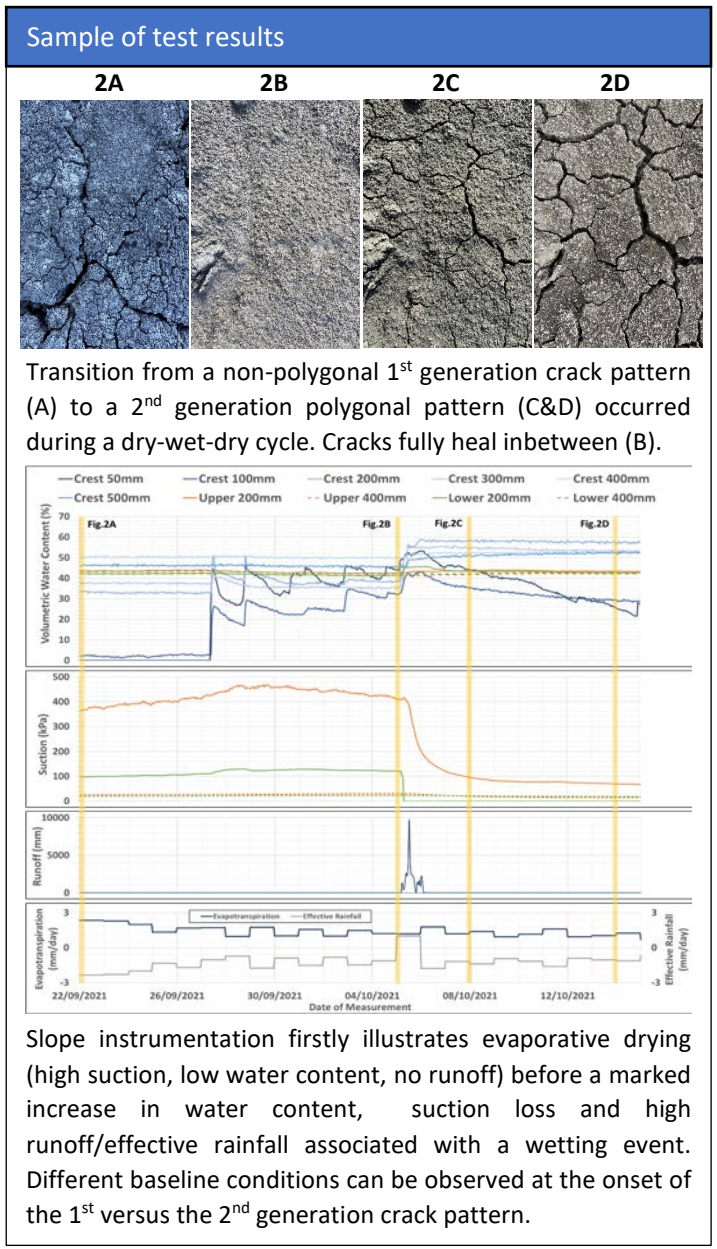 Sample of test results
2A 2B 2C 2D
Transition from a non-polygonal 1st generation crack pattern
(A) to a 2nd generation polygonal pattern (C&D) occurred
during a dry-wet-dry cycle. Cracks fully heal inbetween (B).
Crest 50mm Crest 100mm Crest 200mm Crest 300mm Crest 400mm
Crest 500mm Upper 200mm Upper 400mm Lower 200mm Lower 400mm
Volumetric Water Content (%)
70
60
50
40
30
20
10
0
Fig.2A Fig.2B Fig.2C Fig.2D
Suction (kPa)
500
400
300
200
100
0
Runoff (mm)
10000
5000
0
Evapotranspiration Effective Rainfall
Evapotranspiration
(mm/day)
3
0
-3
3
0
-3
Effective Rainfall
(mm/day)
22/09/2021 26/09/2021 30/09/2021 04/10/2021 08/10/2021 12/10/2021
Date of Measurement
Slope instrumentation firstly illustrates evaporative drying
(high suction, low water content, no runoff) before a marked
increase in water content, suction loss and high
runoff/effective rainfall associated with a wetting event.
Different baseline conditions can be observed at the onset of
the 1st versus the 2nd generation crack pattern.